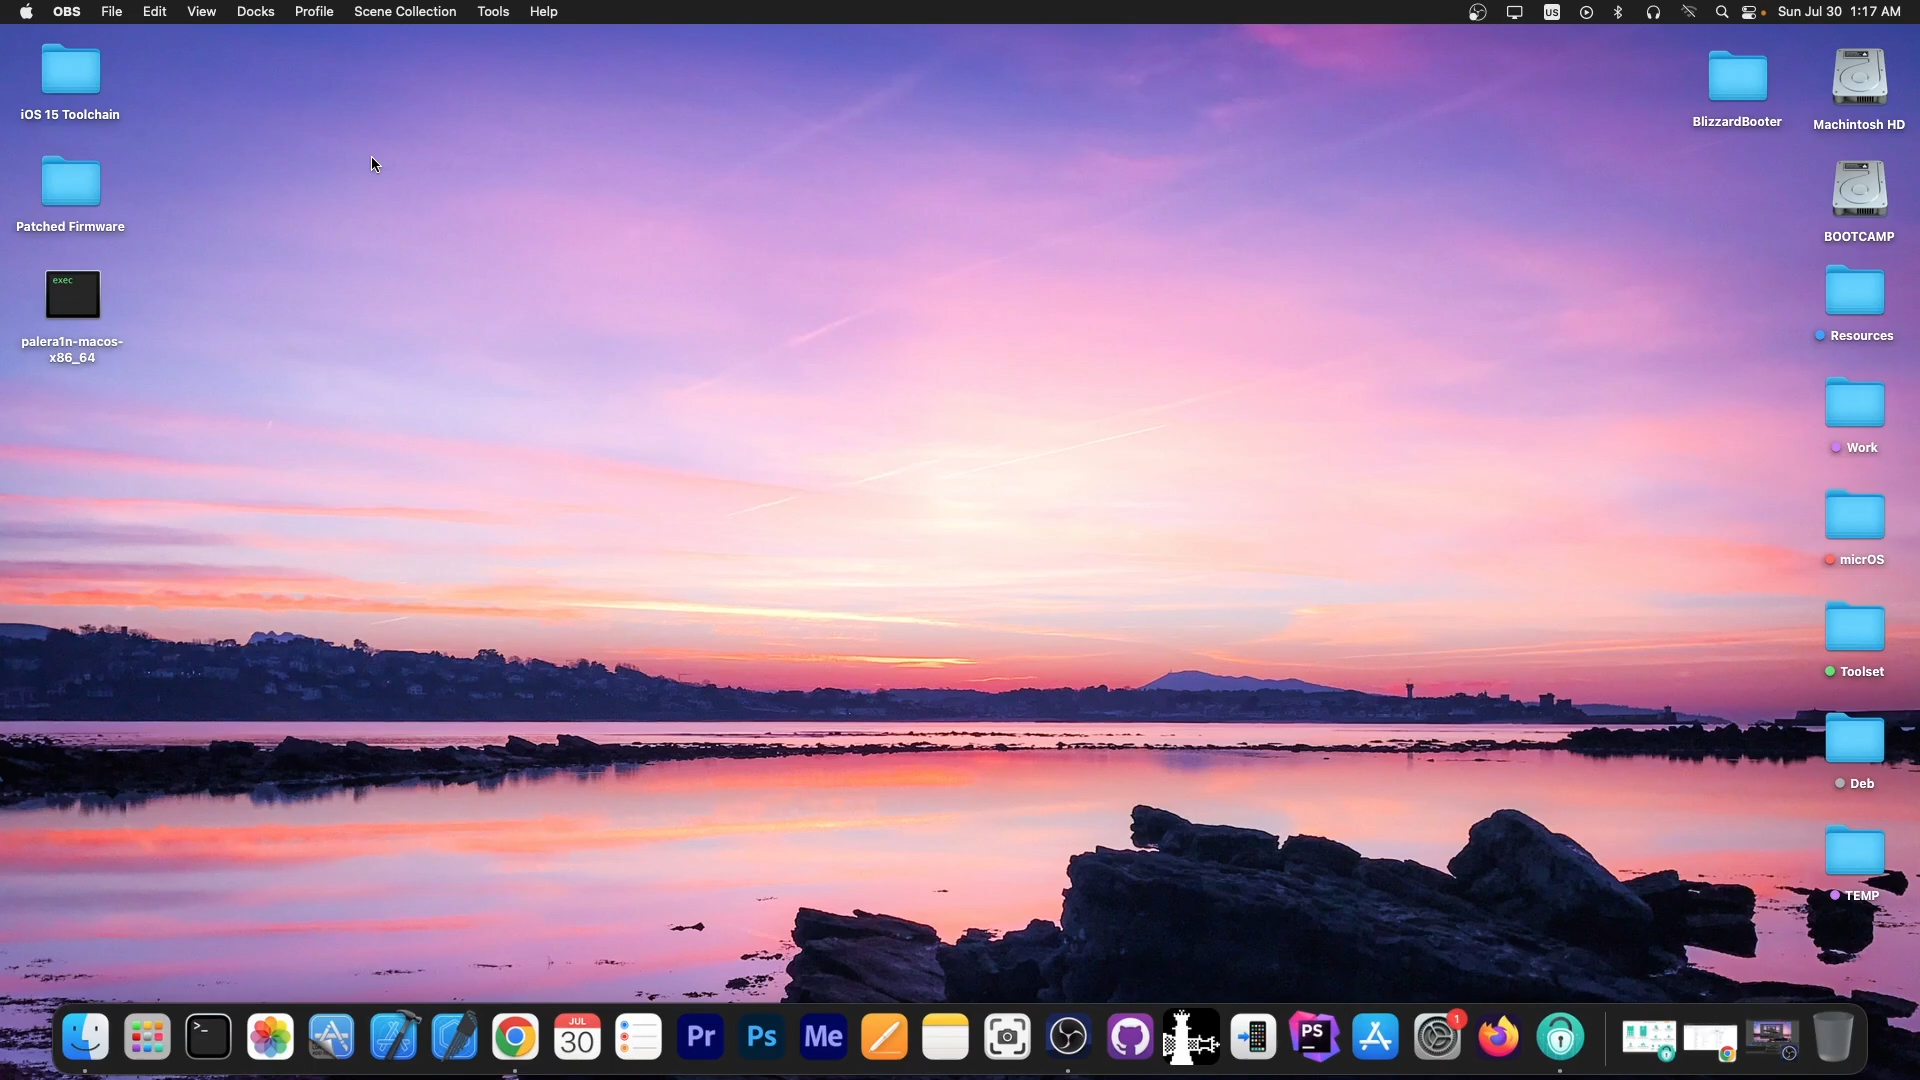 OBS File Edit View Docks Profile Scene Collection Tools Help
US
Sun Jul 30 1:17 AM
iOS 15 Toolchain
Patched Firmware
exec
palera1n-macos-
x86_64
BlizzardBooter
Machintosh HD
BOOTCAMP
Resources
Work
micrOS
Toolset
Deb
TEMP
>_
JUL
30
Pr
Ps
Me
PS
1